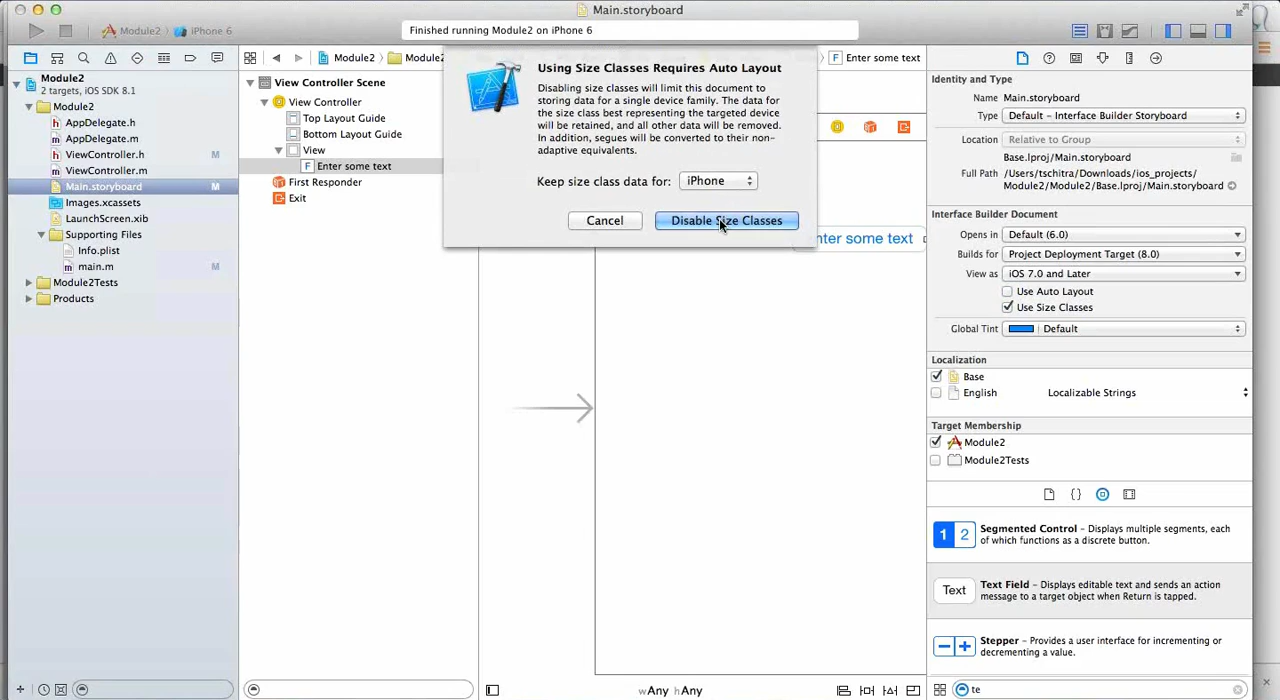 Main.storyboard
Module2 iPhone 6
Finished running Module2 on iPhone 6
Module2
2 targets, iOS SDK 8.1
Module2
h AppDelegate.h
m AppDelegate.m
h ViewController.h M
m ViewController.m
Main.storyboard M
Images.xcassets
LaunchScreen.xib
Supporting Files
Info.plist
m main.m M
Module2Tests
Products
Module2 Module2
F Enter some text
View Controller Scene
View Controller
Top Layout Guide
Bottom Layout Guide
View
F Enter some text
First Responder
Exit
Using Size Classes Requires Auto Layout
Disabling size classes will limit this document to
storing data for a single device family. The data for
the size class best representing the targeted device
will be retained, and all other data will be removed.
In addition, segues will be converted to their non-
adaptive equivalents.
Keep size class data for: iPhone
Cancel Disable Size Classes
nter some text
wAny hAny
Identity and Type
Name Main.storyboard
Type Default – Interface Builder Storyboard
Location Relative to Group
Base.lproj/Main.storyboard
Full Path /Users/tschitra/Downloads/ios_projects/
Module2/Module2/Base.lproj/Main.storyboard
Interface Builder Document
Opens in Default (6.0)
Builds for Project Deployment Target (8.0)
View as iOS 7.0 and Later
Use Auto Layout
Use Size Classes
Global Tint Default
Localization
Base
English Localizable Strings
Target Membership
Module2
Module2Tests
{}
1 2 Segmented Control – Displays multiple segments, each
of which functions as a discrete button.
Text Text Field – Displays editable text and sends an action
message to a target object when Return is tapped.
Stepper – Provides a user interface for incrementing or
decrementing a value.
te